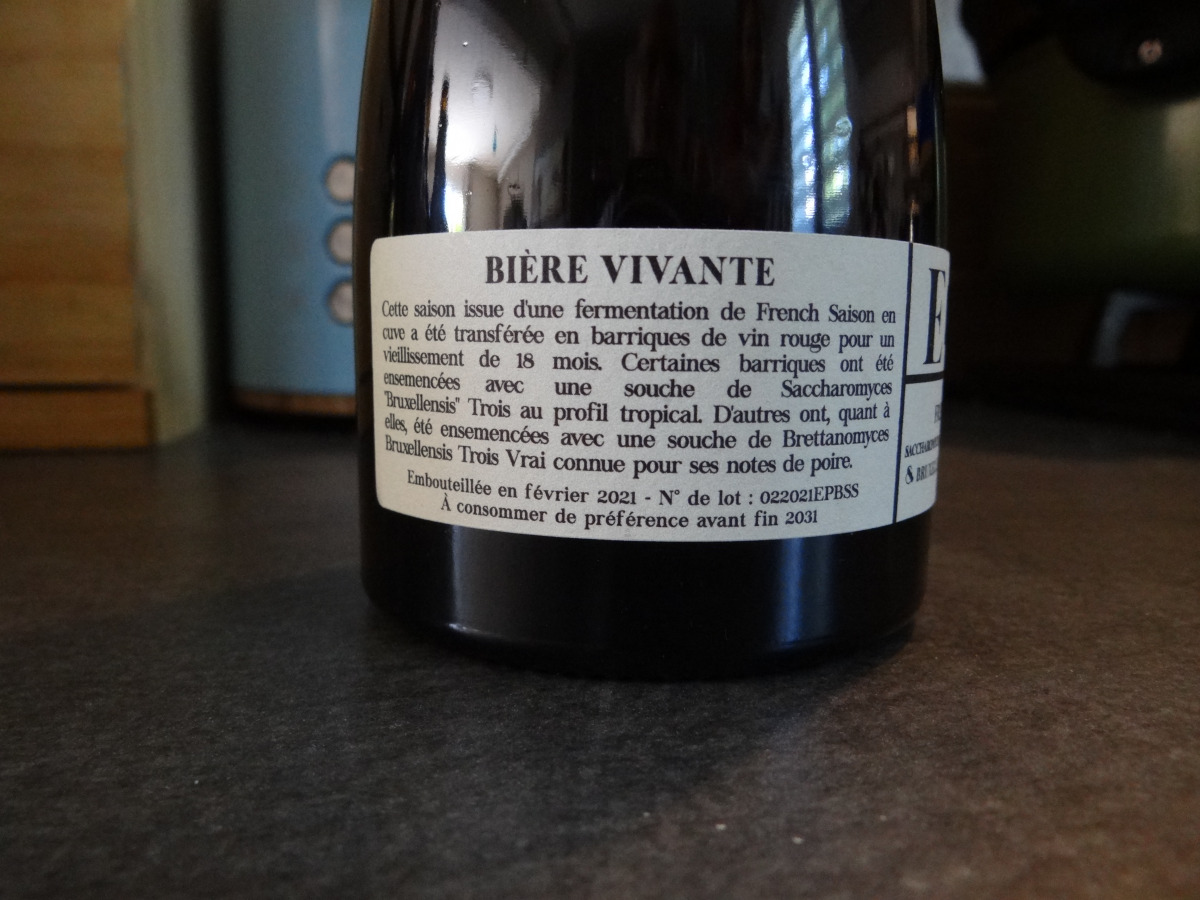 BIÈRE VIVANTE
Cette saison issue d'une fermentation de French Saison en
cuve a été transférée en barriques de vin rouge pour un
vieillissement de 18 mois. Certaines barriques ont été
ensemencées avec une souche de Saccharomyces
"Bruxellensis" Trois au profil tropical. D'autres ont, quant à
elles, été ensemencées avec une souche de Brettanomyces
Bruxellensis Trois Vrai connue pour ses notes de poire.
Embouteillée en février 2021 - N° de lot : 022021EPBSS
À consommer de préférence avant fin 2031